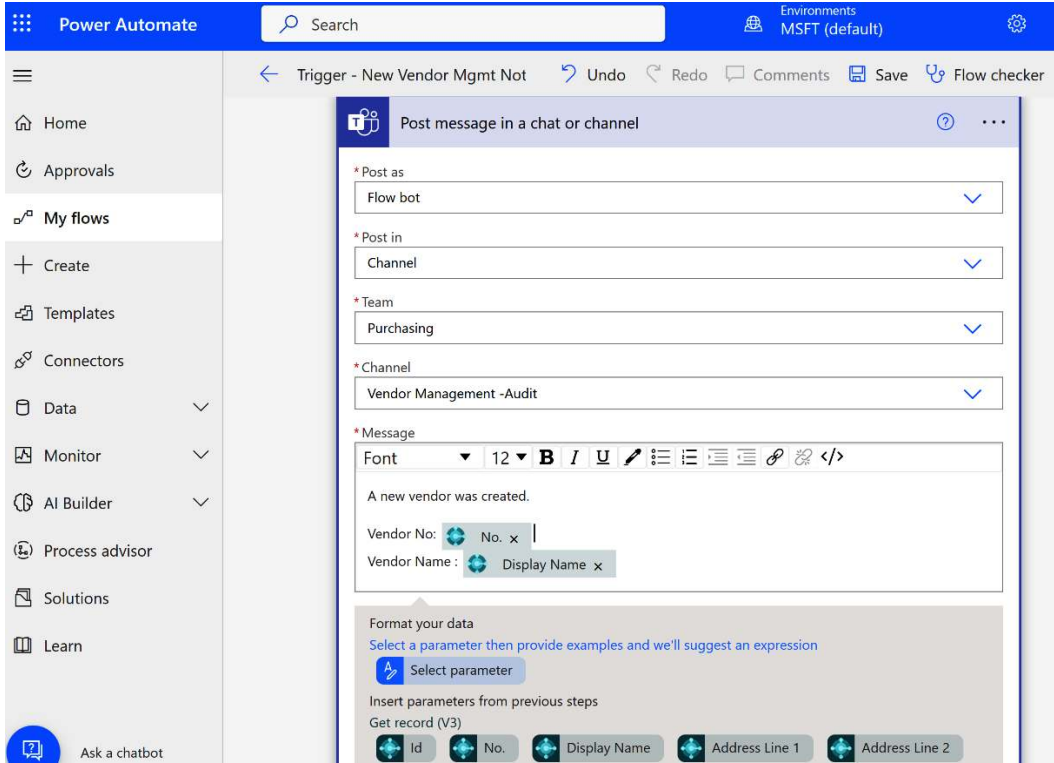 Power Automate
Search
Environments
MSFT (default)
Trigger - New Vendor Mgmt Not
Undo
Redo
Comments
Save
Flow checker
Home
Approvals
My flows
Create
Templates
Connectors
Data
Monitor
AI Builder
Process advisor
Solutions
Learn
Ask a chatbot
Post message in a chat or channel
* Post as
Flow bot
* Post in
Channel
* Team
Purchasing
* Channel
Vendor Management -Audit
* Message
Font 12 B I U </>
A new vendor was created.
Vendor No: No. x
Vendor Name : Display Name x
Format your data
Select a parameter then provide examples and we'll suggest an expression
Select parameter
Insert parameters from previous steps
Get record (V3)
Id No. Display Name Address Line 1 Address Line 2